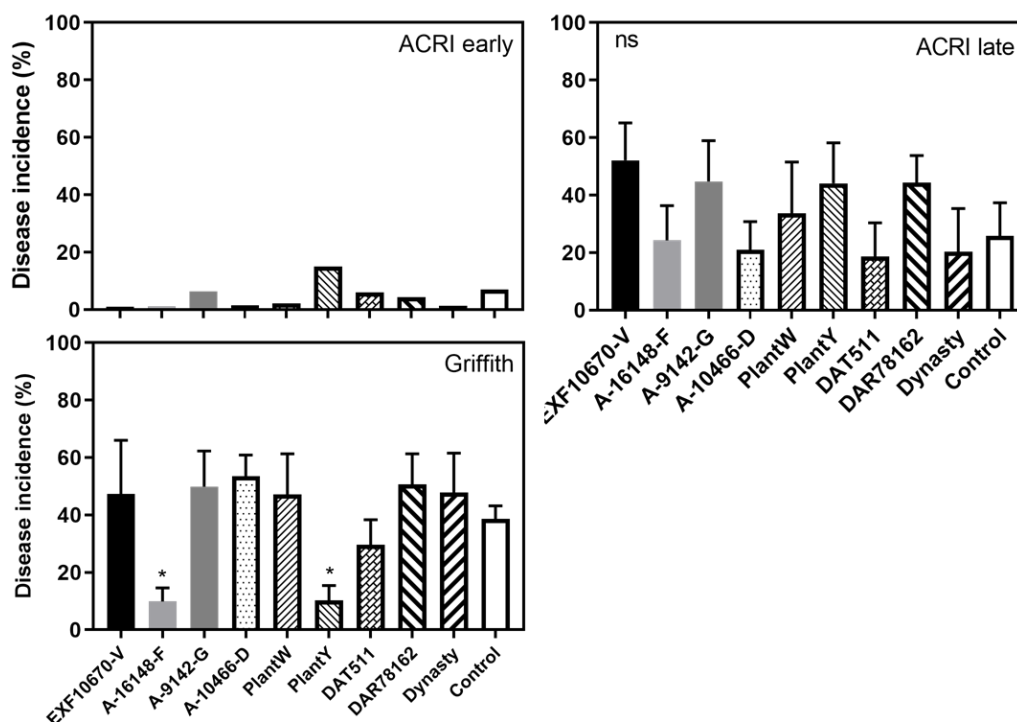 ACRI early
Disease incidence (%)
100
80
60
40
20
0
ns
ACRI late
Disease incidence (%)
100
80
60
40
20
0
EXF10670-V
A-16148-F
A-9142-G
A-10466-D
PlantW
PlantY
DAT511
DAR78162
Dynasty
Control
Griffith
Disease incidence (%)
100
80
60
40
20
0
*
*
EXF10670-V
A-16148-F
A-9142-G
A-10466-D
PlantW
PlantY
DAT511
DAR78162
Dynasty
Control